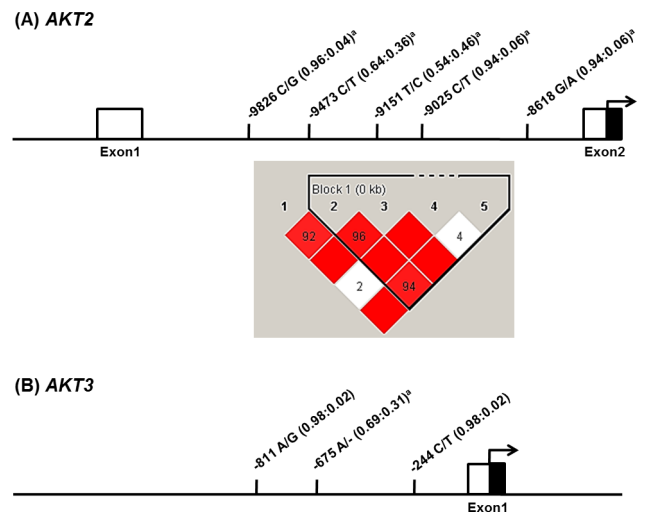 (A) AKT2
-9826 C/G (0.96:0.04)ᵃ
-9473 C/T (0.64:0.36)ᵃ
-9151 T/C (0.54:0.46)ᵃ
-9025 C/T (0.94:0.06)ᵃ
-8618 G/A (0.94:0.06)ᵃ
Exon1
Exon2
Block 1 (0 kb)
1 2 3 4 5
92 96 4
2 94
(B) AKT3
-811 A/G (0.98:0.02)
-675 A/- (0.69:0.31)ᵃ
-244 C/T (0.98:0.02)
Exon1